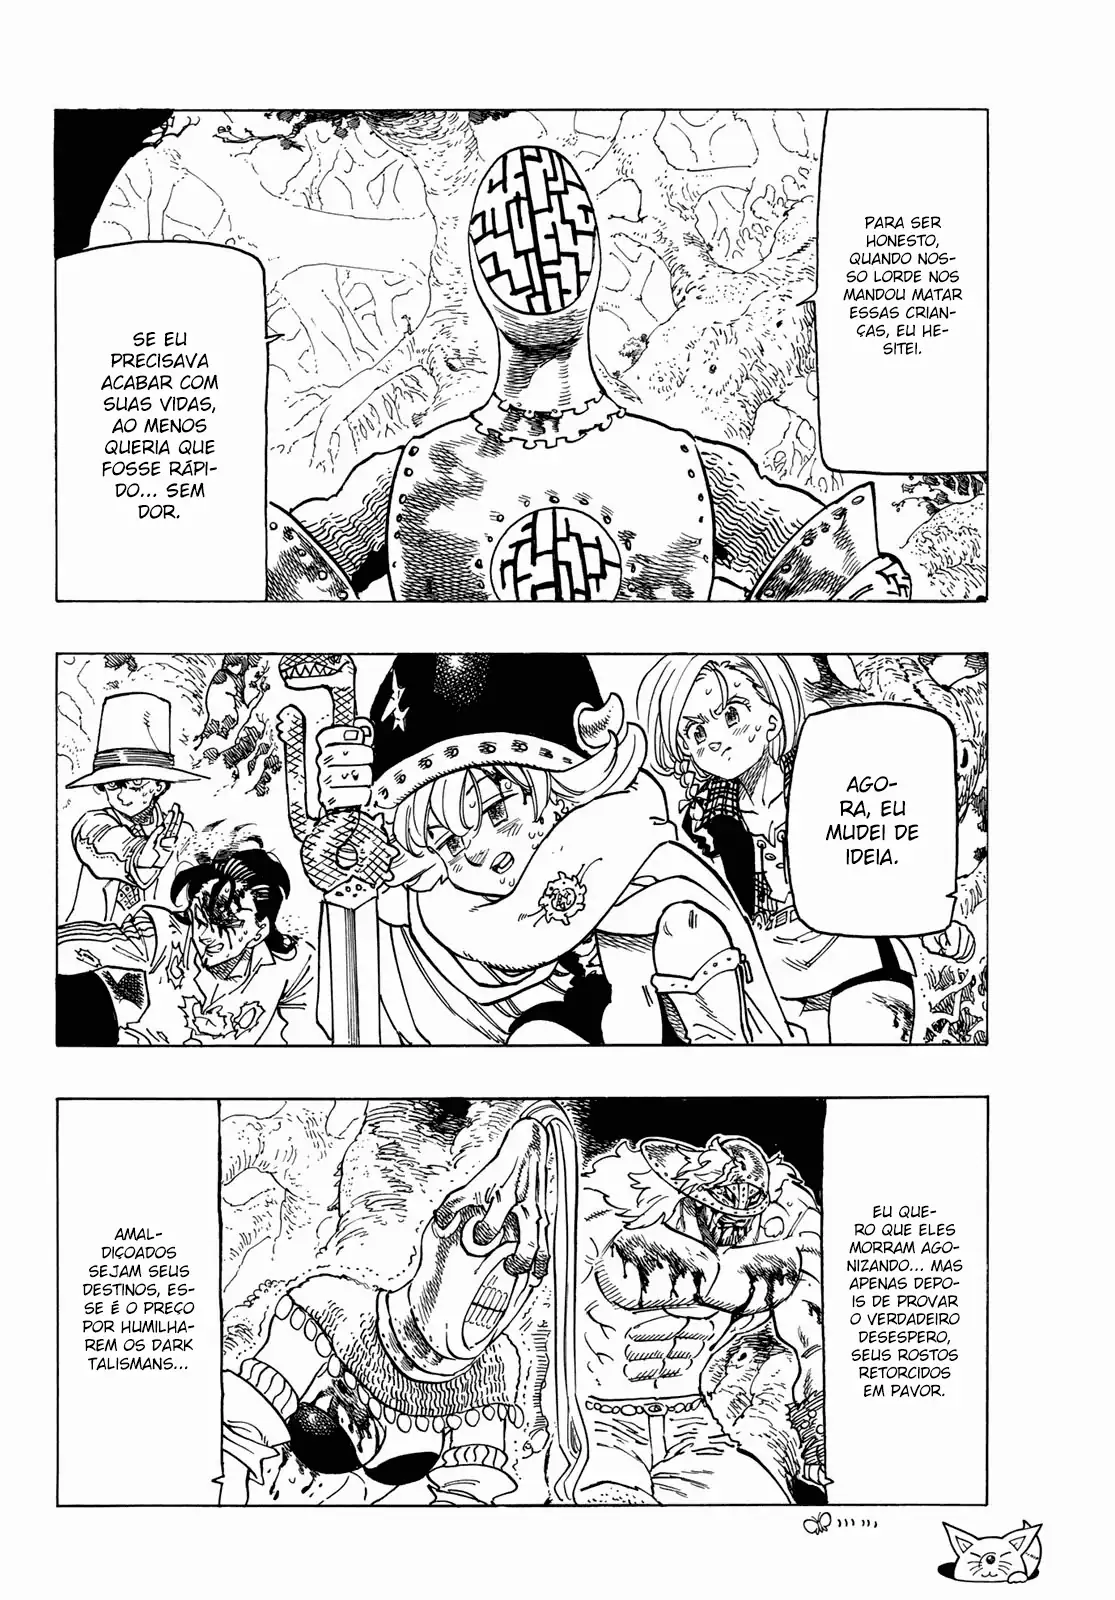 PARA SER
HONESTO,
QUANDO NOS-
SO LORDE NOS
MANDOU MATAR
ESSAS CRIAN-
ÇAS, EU HE-
SITEI.
SE EU
PRECISAVA
ACABAR COM
SUAS VIDAS,
AO MENOS
QUERIA QUE
FOSSE RÁPI-
DO... SEM
DOR.
AGO-
RA, EU
MUDEI DE
IDEIA.
EU QUE-
RO QUE ELES
MORRAM AGO-
NIZANDO... MAS
APENAS DEPO-
IS DE PROVAR
O VERDADEIRO
DESESPERO,
SEUS ROSTOS
RETORCIDOS
EM PAVOR.
AMAL-
DIÇOADOS
SEJAM SEUS
DESTINOS, ES-
SE É O PREÇO
POR HUMILHA-
REM OS DARK
TALISMANS...